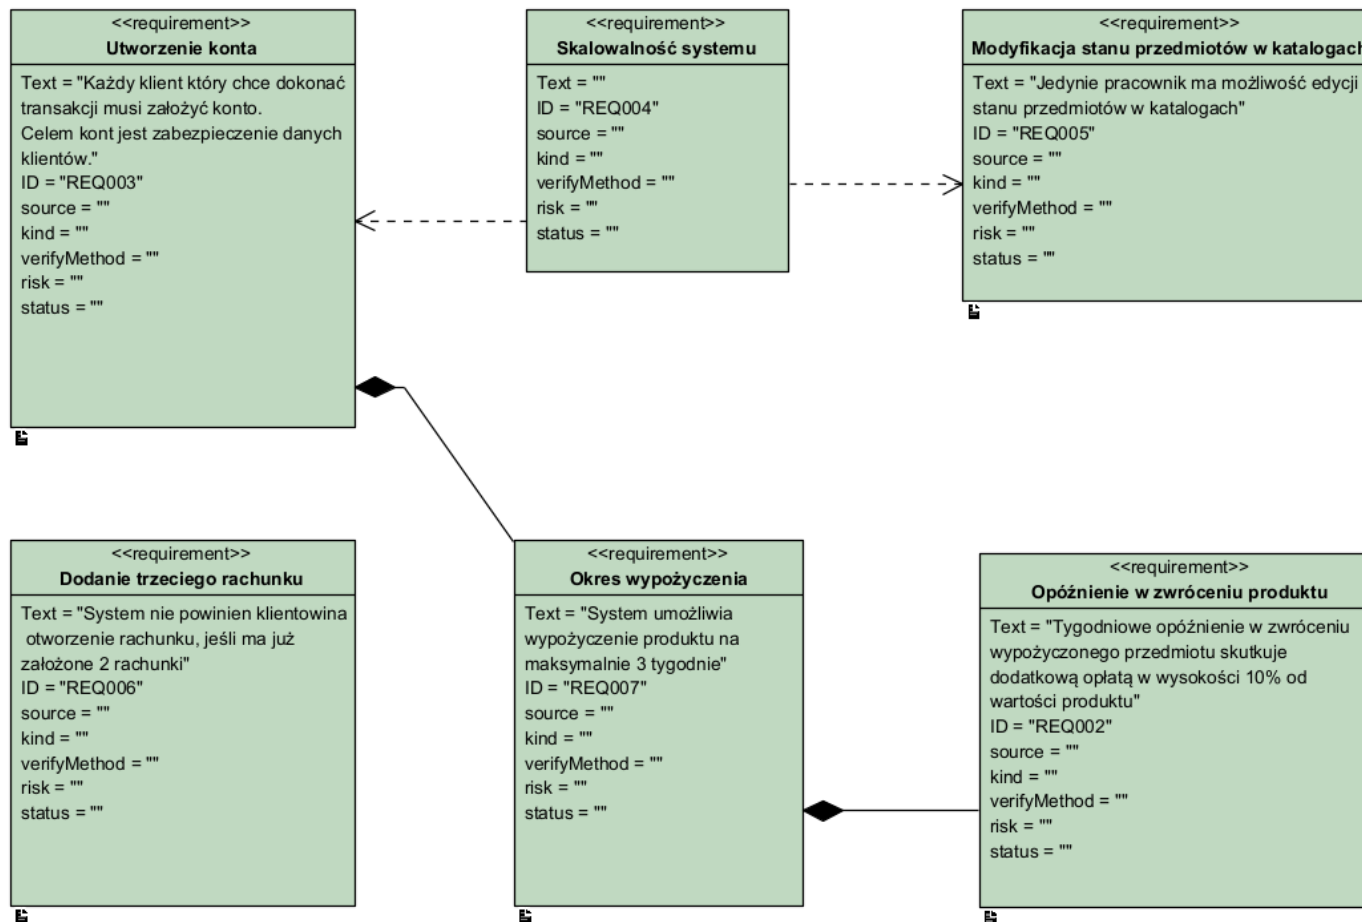 <<requirement>>
Utworzenie konta
Text = "Każdy klient który chce dokonać
transakcji musi założyć konto.
Celem kont jest zabezpieczenie danych
klientów."
ID = "REQ003"
source = ""
kind = ""
verifyMethod = ""
risk = ""
status = ""
<<requirement>>
Skalowalność systemu
Text = ""
ID = "REQ004"
source = ""
kind = ""
verifyMethod = ""
risk = ""
status = ""
<<requirement>>
Modyfikacja stanu przedmiotów w katalogach
Text = "Jedynie pracownik ma możliwość edycji
stanu przedmiotów w katalogach"
ID = "REQ005"
source = ""
kind = ""
verifyMethod = ""
risk = ""
status = ""
<<requirement>>
Dodanie trzeciego rachunku
Text = "System nie powinien klientowina
otworzenie rachunku, jeśli ma już
założone 2 rachunki"
ID = "REQ006"
source = ""
kind = ""
verifyMethod = ""
risk = ""
status = ""
<<requirement>>
Okres wypożyczenia
Text = "System umożliwia
wypożyczenie produktu na
maksymalnie 3 tygodnie"
ID = "REQ007"
source = ""
kind = ""
verifyMethod = ""
risk = ""
status = ""
<<requirement>>
Opóźnienie w zwróceniu produktu
Text = "Tygodniowe opóźnienie w zwróceniu
wypożyczonego przedmiotu skutkuje
dodatkową opłatą w wysokości 10% od
wartości produktu"
ID = "REQ002"
source = ""
kind = ""
verifyMethod = ""
risk = ""
status = ""